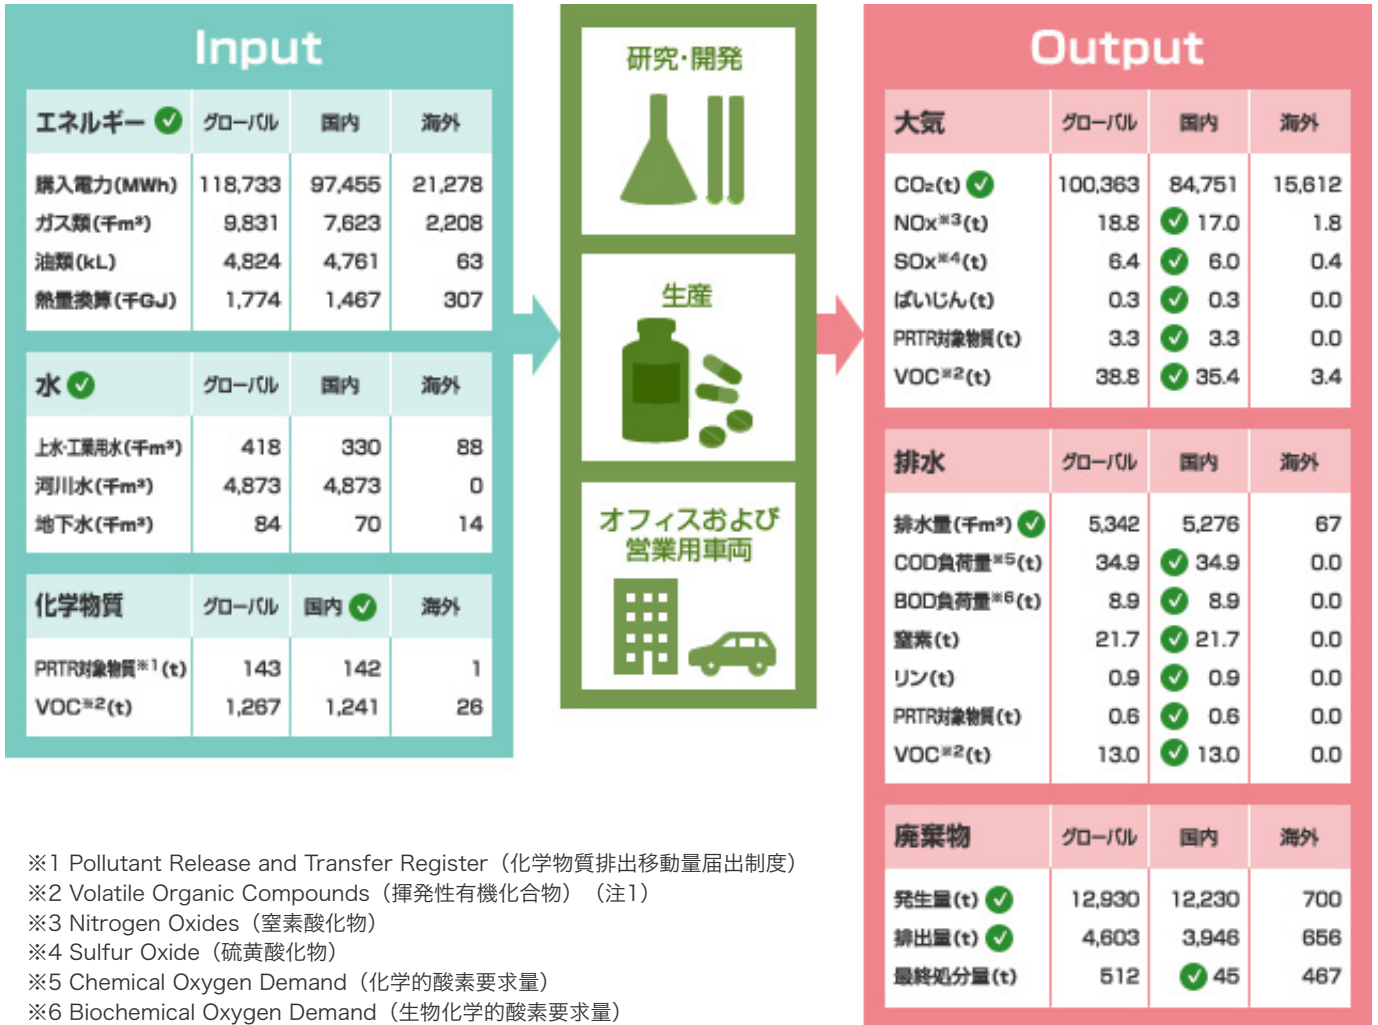 Input
エネルギー グローバル 国内 海外
購入電力(MWh) 118,733 97,455 21,278
ガス類(千m³) 9,831 7,623 2,208
油類(kL) 4,824 4,761 63
熱量換算(千GJ) 1,774 1,467 307
水 グローバル 国内 海外
上水・工業用水(千m³) 418 330 88
河川水(千m³) 4,873 4,873 0
地下水(千m³) 84 70 14
化学物質 グローバル 国内 海外
PRTR対象物質※1(t) 143 142 1
VOC※2(t) 1,267 1,241 26
研究・開発
生産
オフィスおよび
営業用車両
Output
大気 グローバル 国内 海外
CO₂(t) 100,363 84,751 15,612
NOx※3(t) 18.8 17.0 1.8
SOx※4(t) 6.4 6.0 0.4
ばいじん(t) 0.3 0.3 0.0
PRTR対象物質(t) 3.3 3.3 0.0
VOC※2(t) 38.8 35.4 3.4
排水 グローバル 国内 海外
排水量(千m³) 5,342 5,276 67
COD負荷量※5(t) 34.9 34.9 0.0
BOD負荷量※6(t) 8.9 8.9 0.0
窒素(t) 21.7 21.7 0.0
リン(t) 0.9 0.9 0.0
PRTR対象物質(t) 0.6 0.6 0.0
VOC※2(t) 13.0 13.0 0.0
廃棄物 グローバル 国内 海外
発生量(t) 12,930 12,230 700
排出量(t) 4,603 3,946 656
最終処分量(t) 512 45 467
※1 Pollutant Release and Transfer Register（化学物質排出移動量届出制度）
※2 Volatile Organic Compounds（揮発性有機化合物）（注1）
※3 Nitrogen Oxides（窒素酸化物）
※4 Sulfur Oxide（硫黄酸化物）
※5 Chemical Oxygen Demand（化学的酸素要求量）
※6 Biochemical Oxygen Demand（生物化学的酸素要求量）